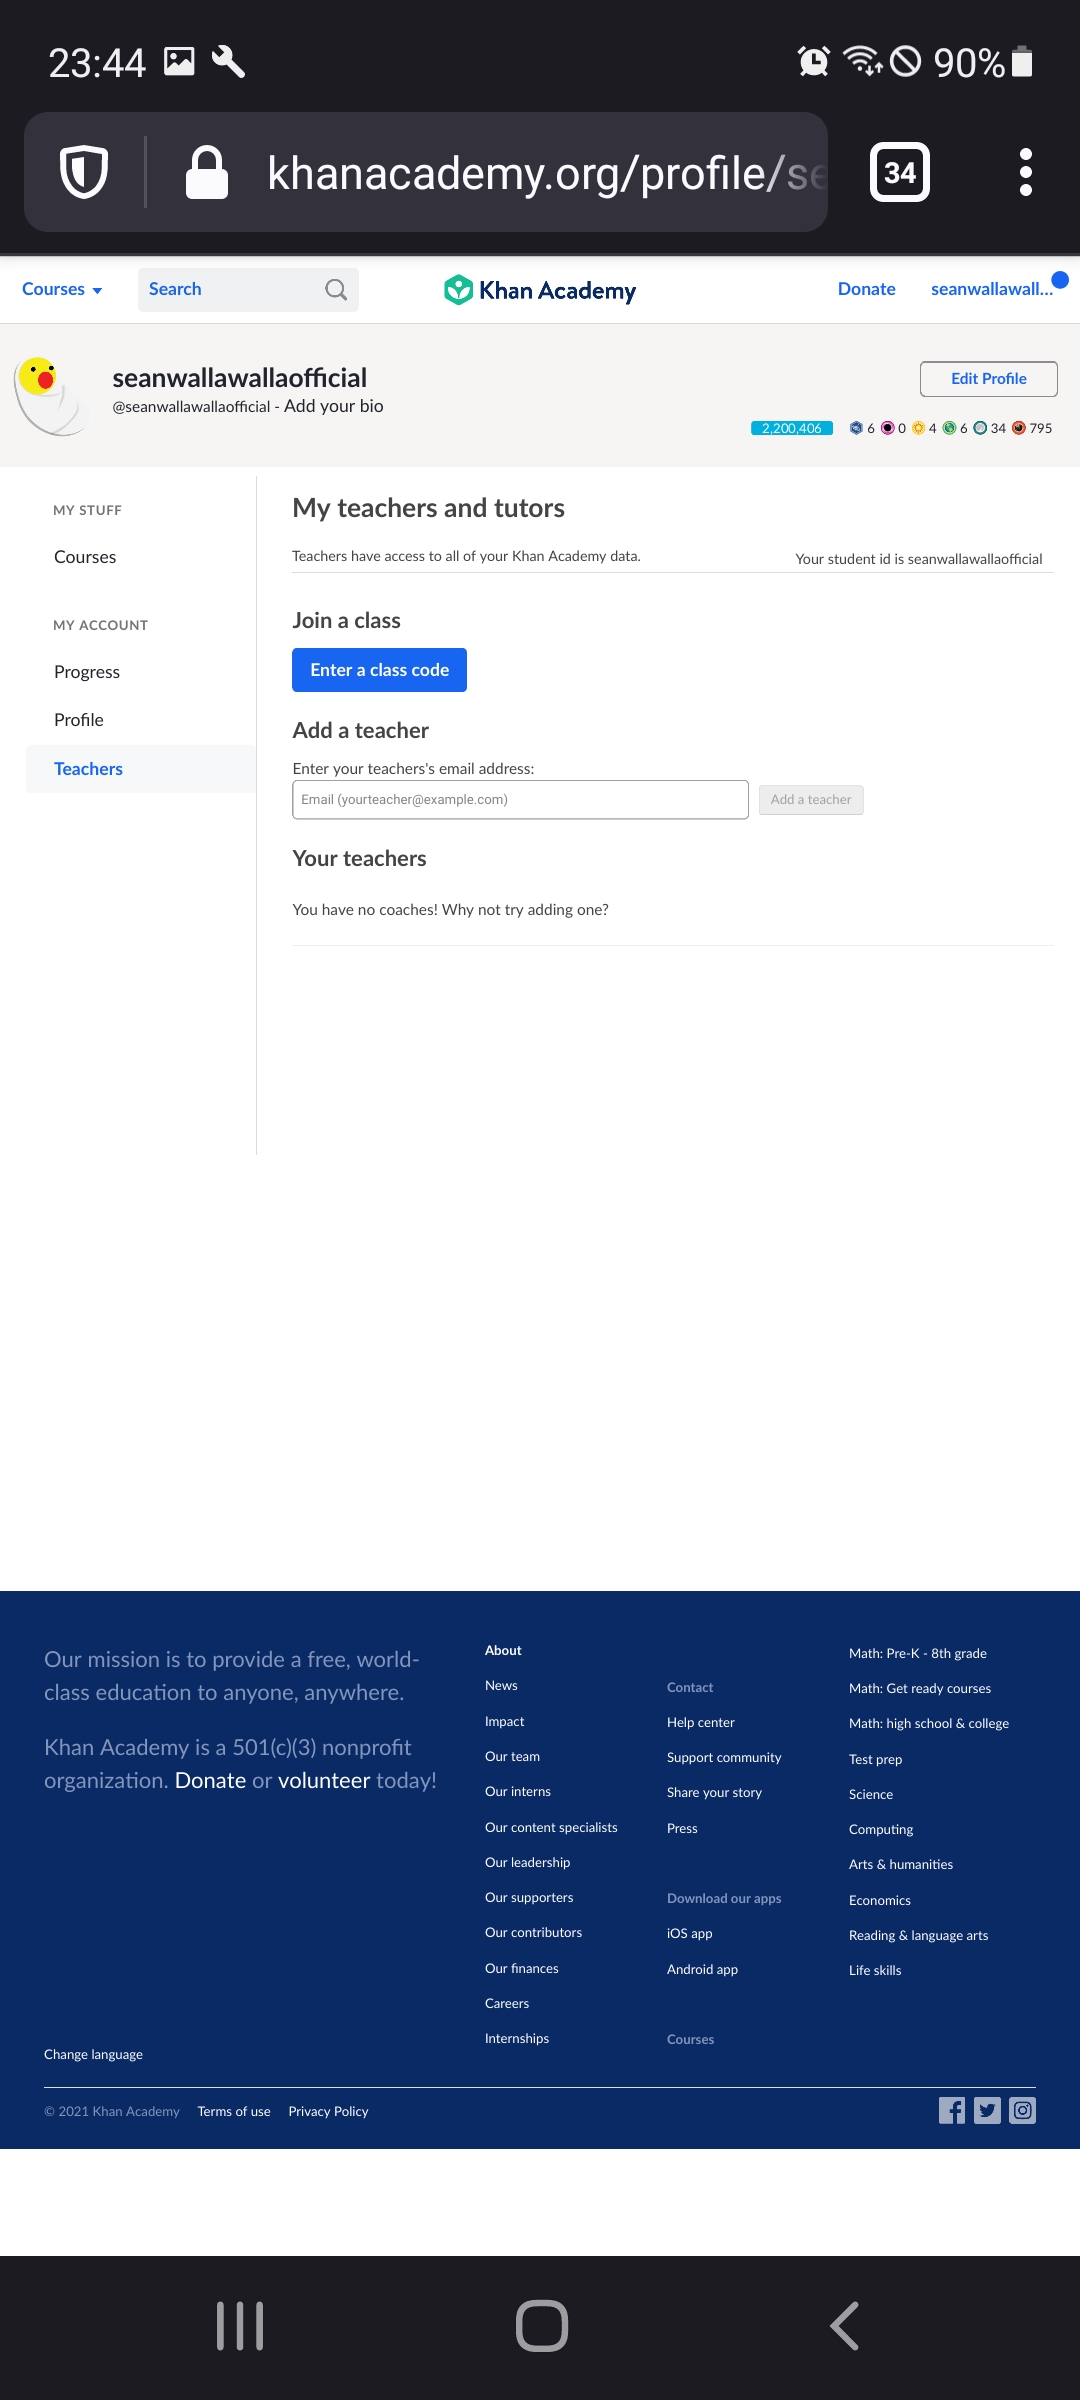 23:44
90%
khanacademy.org/profile/se
34
Courses
Search
Khan Academy
Donate
seanwallawall...
seanwallawallaofficial
@seanwallawallaofficial - Add your bio
Edit Profile
2,200,406
6 0 4 6 34 795
MY STUFF
Courses
MY ACCOUNT
Progress
Profile
Teachers
My teachers and tutors
Teachers have access to all of your Khan Academy data.
Your student id is seanwallawallaofficial
Join a class
Enter a class code
Add a teacher
Enter your teachers's email address:
Email (yourteacher@example.com)
Add a teacher
Your teachers
You have no coaches! Why not try adding one?
Our mission is to provide a free, world-
class education to anyone, anywhere.
Khan Academy is a 501(c)(3) nonprofit
organization. Donate or volunteer today!
Change language
About
News
Impact
Our team
Our interns
Our content specialists
Our leadership
Our supporters
Our contributors
Our finances
Careers
Internships
Contact
Help center
Support community
Share your story
Press
Download our apps
iOS app
Android app
Courses
Math: Pre-K - 8th grade
Math: Get ready courses
Math: high school & college
Test prep
Science
Computing
Arts & humanities
Economics
Reading & language arts
Life skills
© 2021 Khan Academy
Terms of use
Privacy Policy